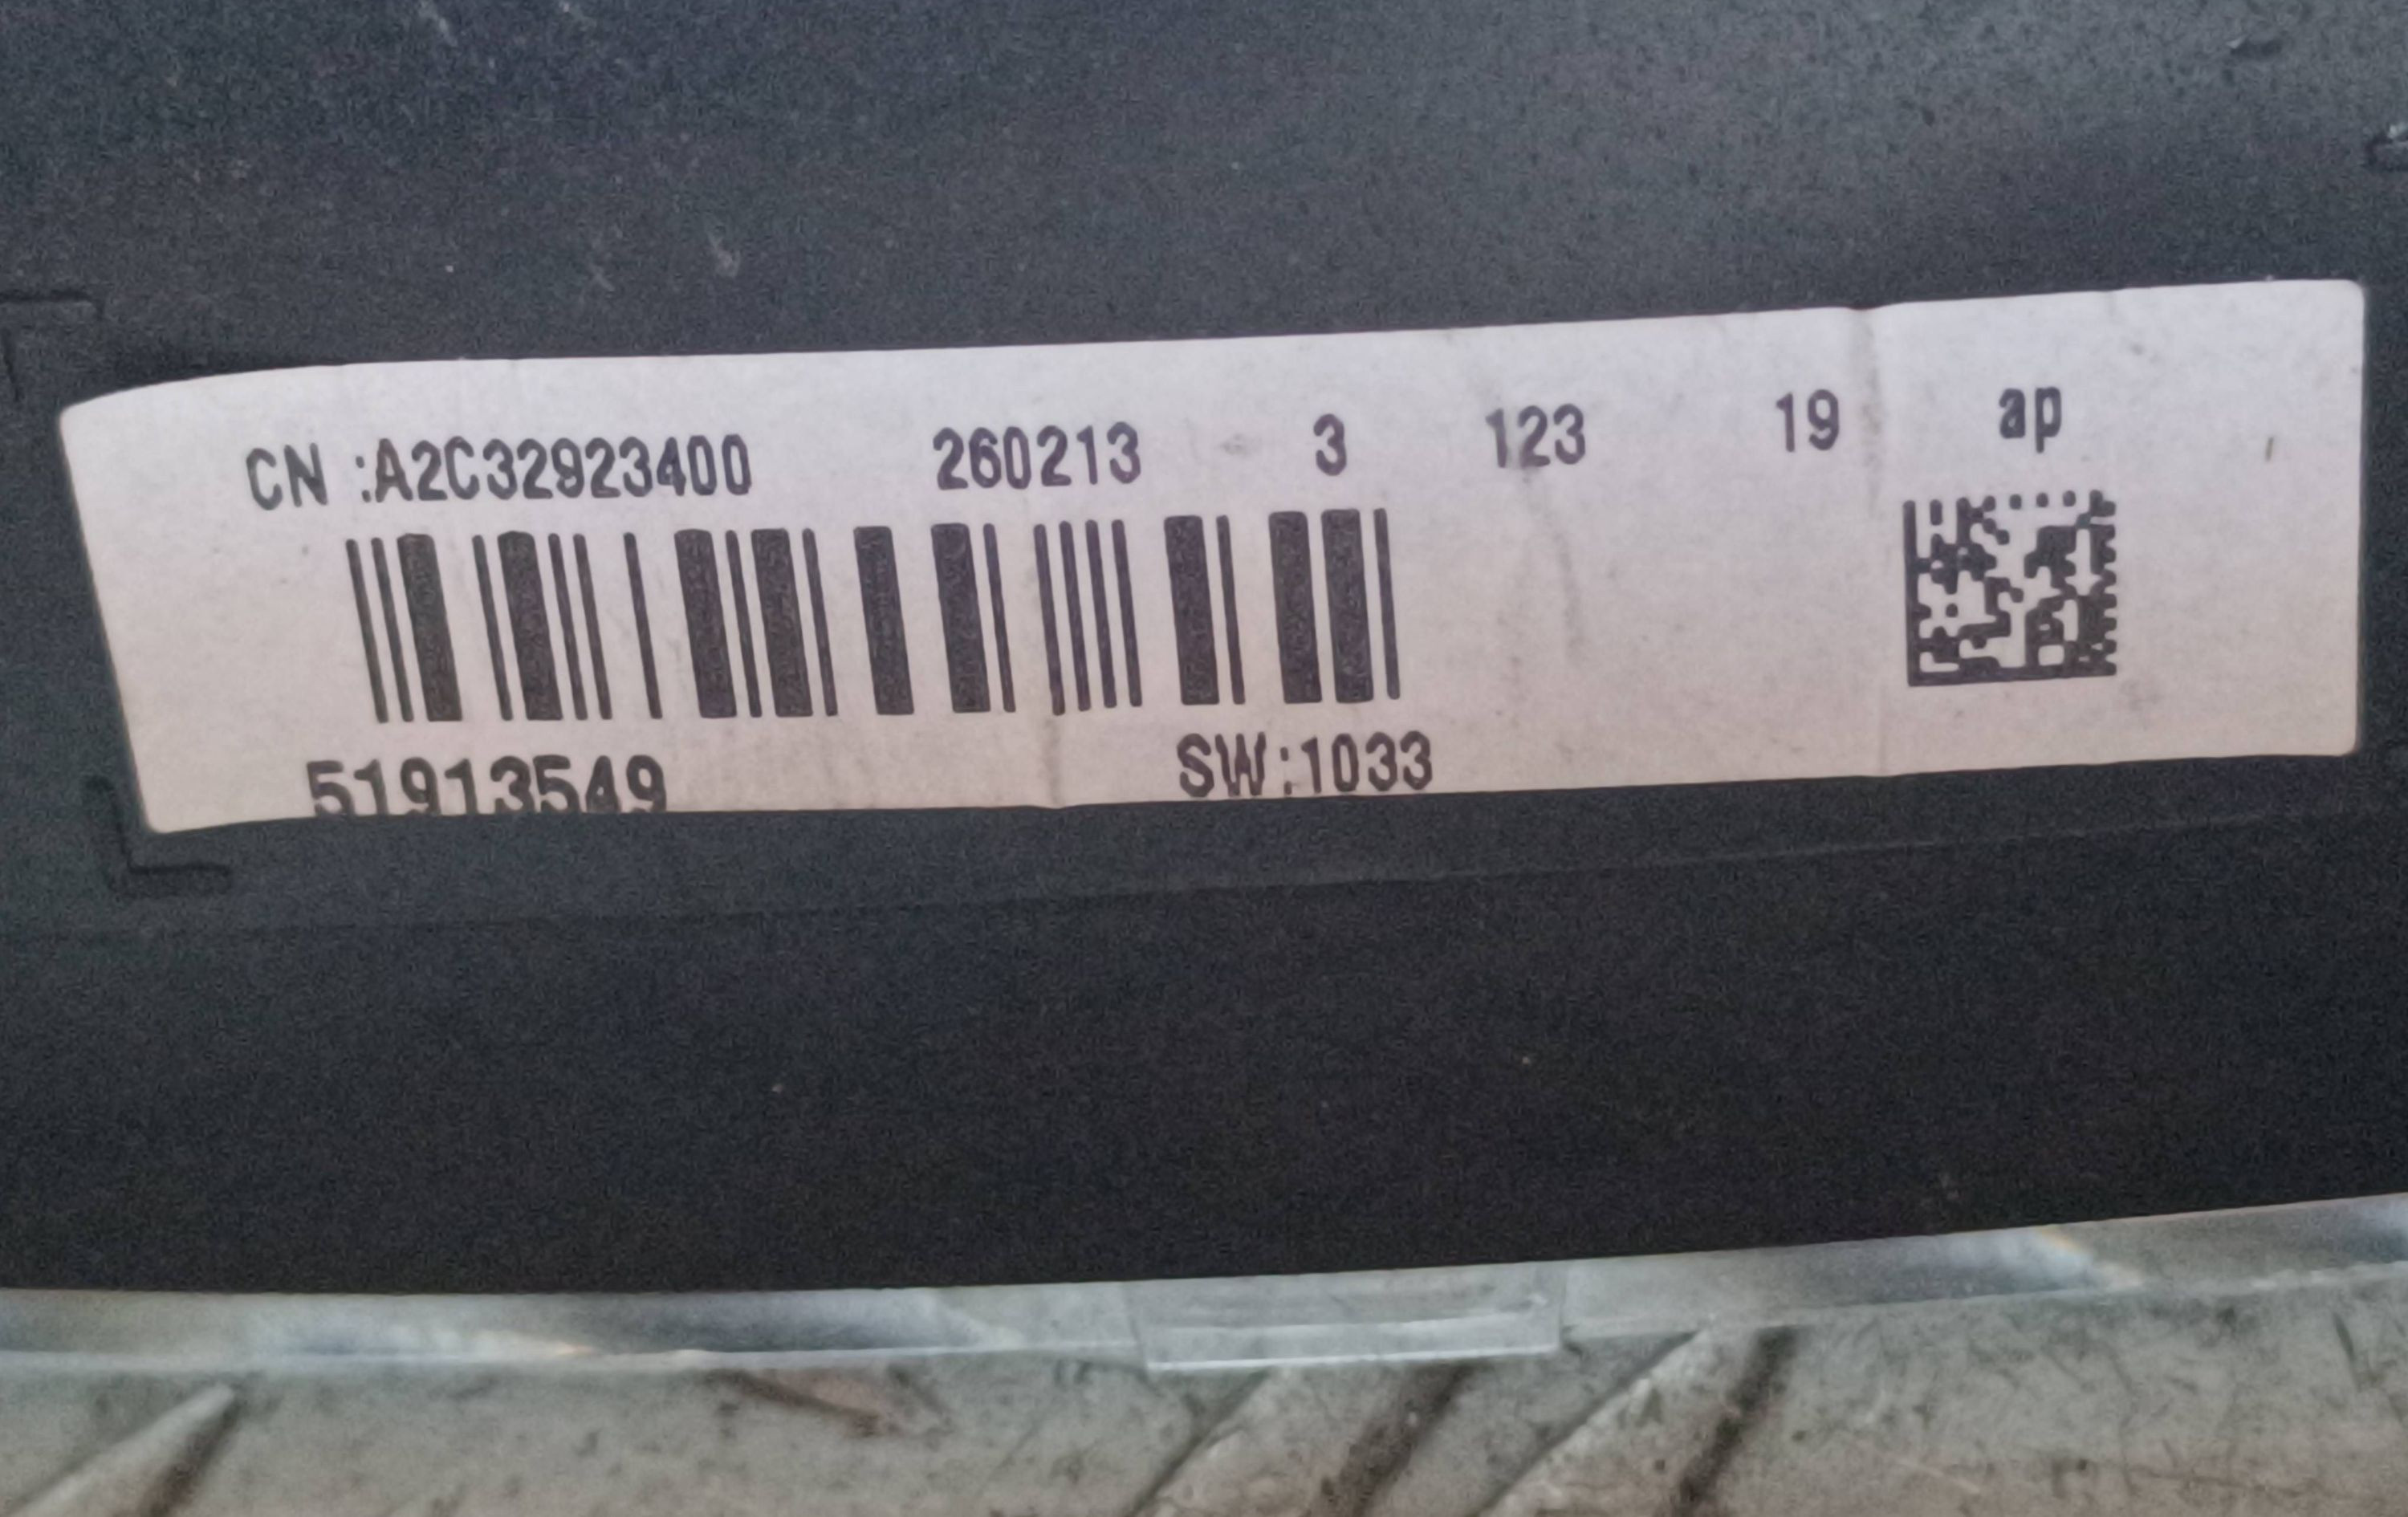 CN :A2C32923400 260213 3 123 19 ap
51913549 SW:1033